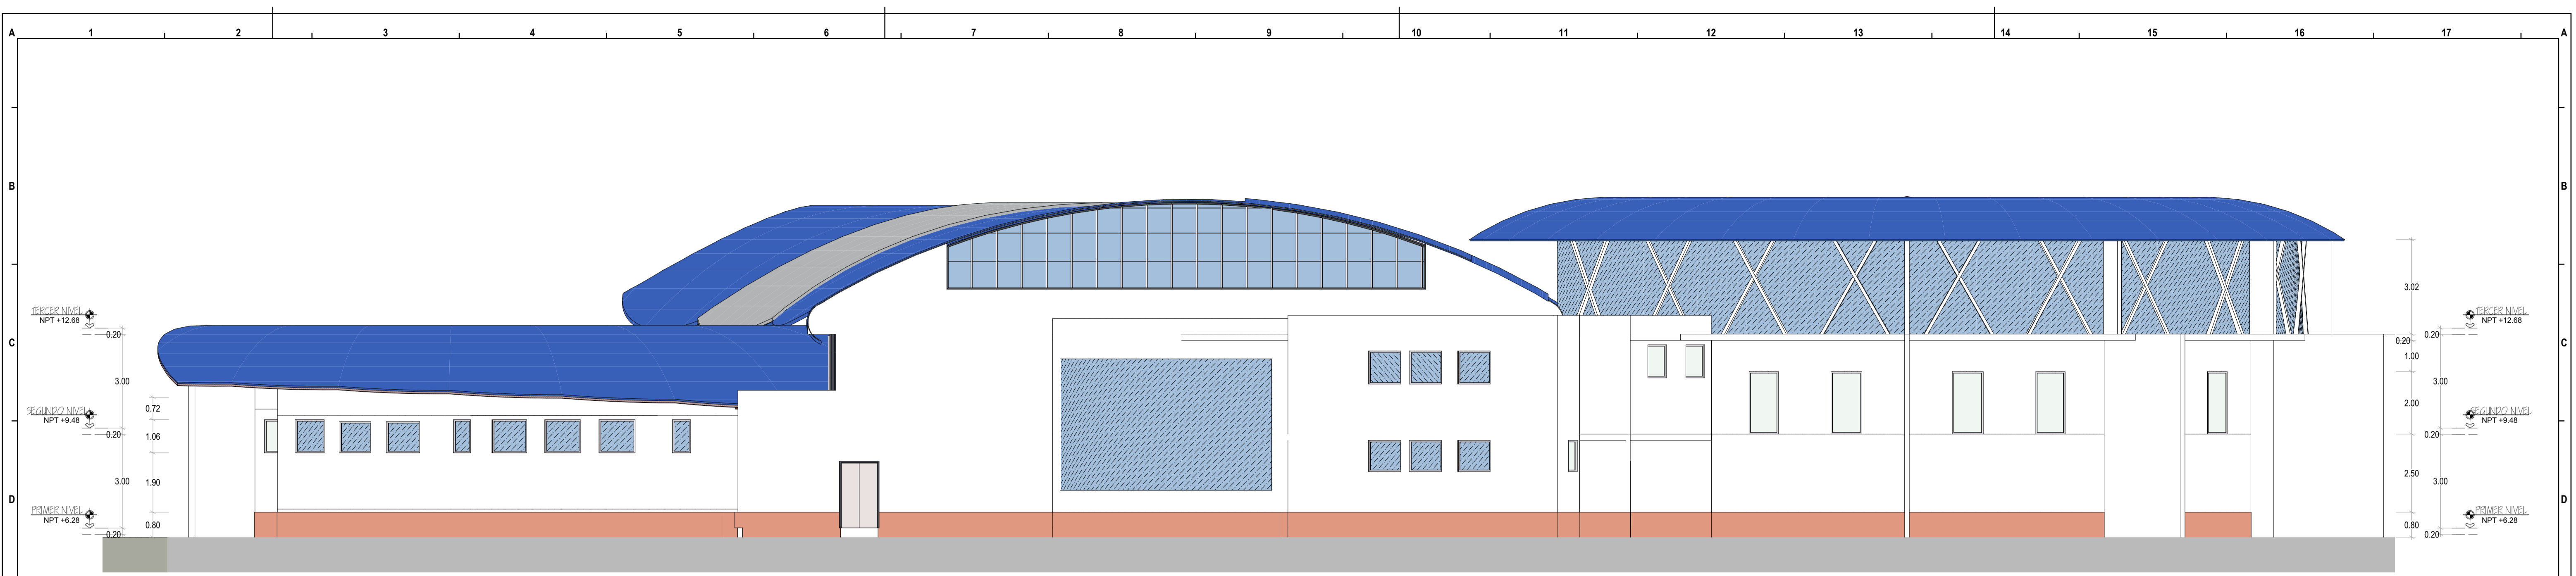 A 1 2 3 4 5 6 7 8 9 10 11 12 13 14 15 16 17 A
B B
3.02
TERCER NIVEL TERCER NIVEL
NPT +12.68 NPT +12.68
0.20 0.20
C 0.20 C
1.00
3.00 3.00
0.72 2.00
SEGUNDO NIVEL SEGUNDO NIVEL
NPT +9.48 NPT +9.48
0.20 1.06 0.20
3.00 1.90 2.50 3.00
D D
PRIMER NIVEL PRIMER NIVEL
NPT +6.28 NPT +6.28
0.80 0.80
0.20 0.20